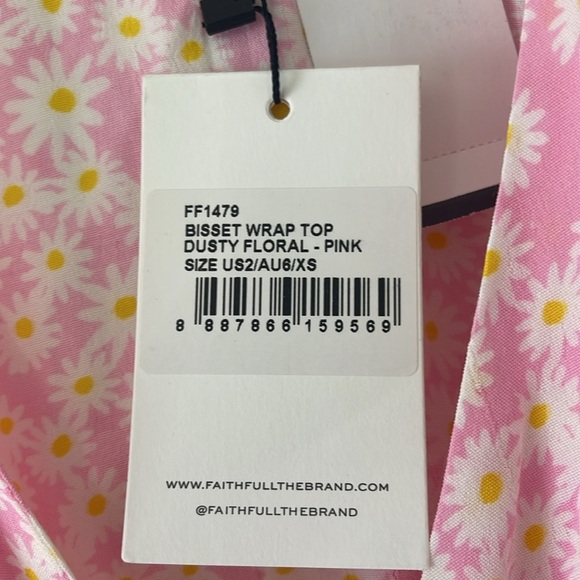 FF1479
BISSET WRAP TOP
DUSTY FLORAL - PINK
SIZE US2/AU6/XS
8 887866 159569
WWW.FAITHFULLTHEBRAND.COM
@FAITHFULLTHEBRAND